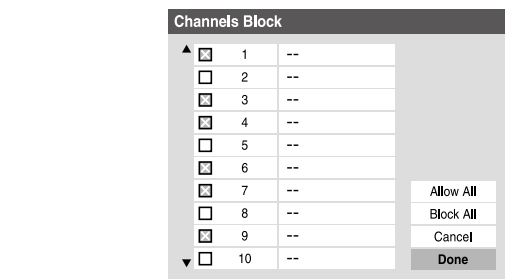 Channels Block
1 --
2 --
3 --
4 --
5 --
6 --
7 -- Allow All
8 -- Block All
9 -- Cancel
10 -- Done